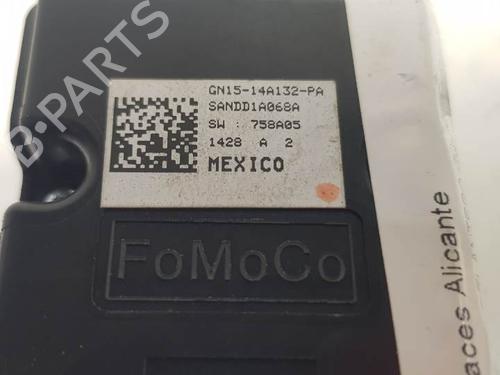 GN15-14A132-PA
SANDD1A068A
SW : 758A05
1428 A 2
MEXICO
FoMoCo
aces Alicante
B-PARTS